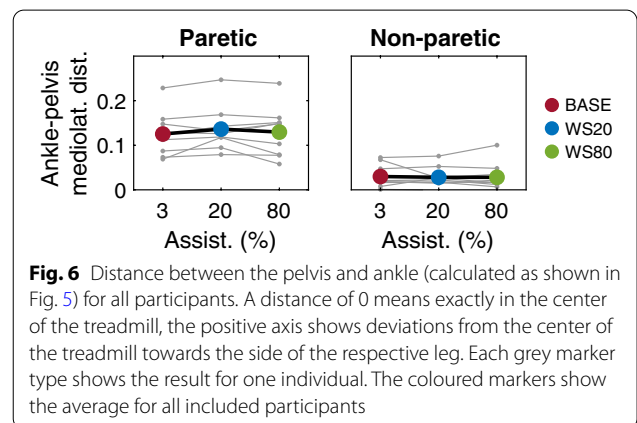 Paretic
Non-paretic
Ankle-pelvis
mediolat. dist.
0.2
0.1
0
3 20 80
Assist. (%)
3 20 80
Assist. (%)
BASE
WS20
WS80
Fig. 6 Distance between the pelvis and ankle (calculated as shown in
Fig. 5) for all participants. A distance of 0 means exactly in the center
of the treadmill, the positive axis shows deviations from the center of
the treadmill towards the side of the respective leg. Each grey marker
type shows the result for one individual. The coloured markers show
the average for all included participants